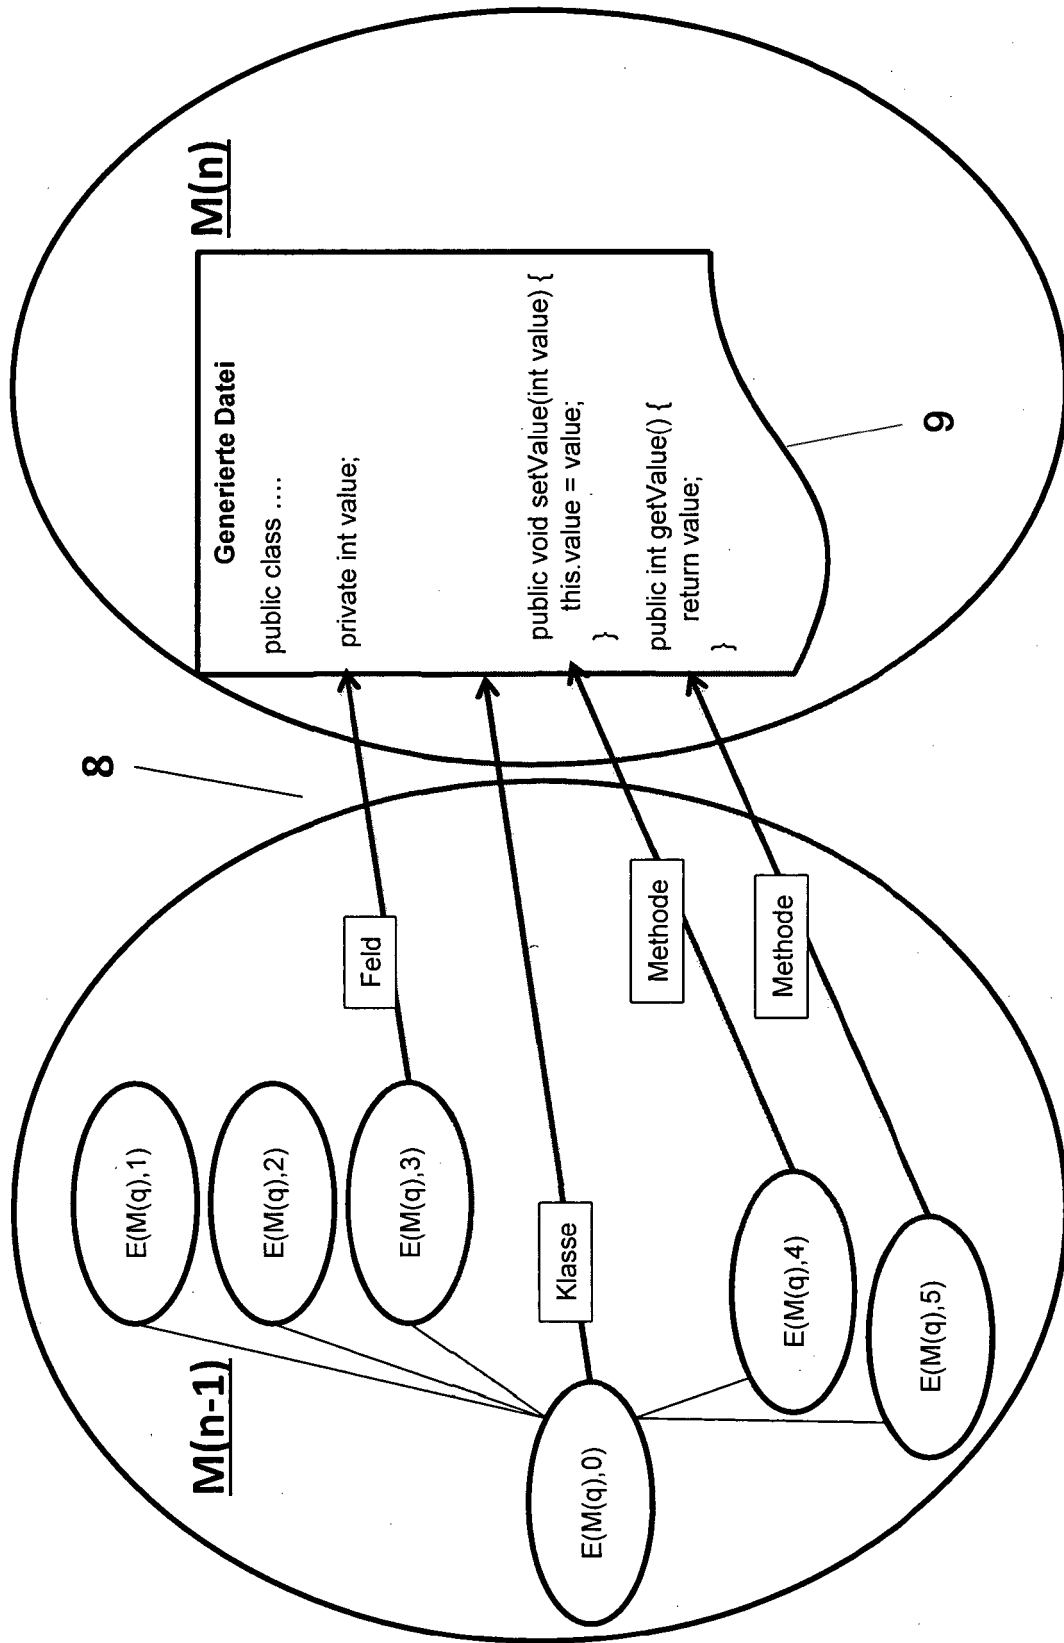 M(n-1)
E(M(q),1)
E(M(q),2)
E(M(q),3)
E(M(q),0)
E(M(q),4)
E(M(q),5)
Feld
Klasse
Methode
Methode
8
M(n)
Generierte Datei
public class ....
private int value;
public void setValue(int value) {
this.value = value;
}
public int getValue() {
return value;
}
9